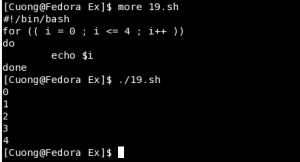 [Cuong@Fedora Ex]$ more 19.sh
#!/bin/bash
for (( i = 0 ; i <= 4 ; i++ ))
do
        echo $i
done
[Cuong@Fedora Ex]$ ./19.sh
0
1
2
3
4
[Cuong@Fedora Ex]$